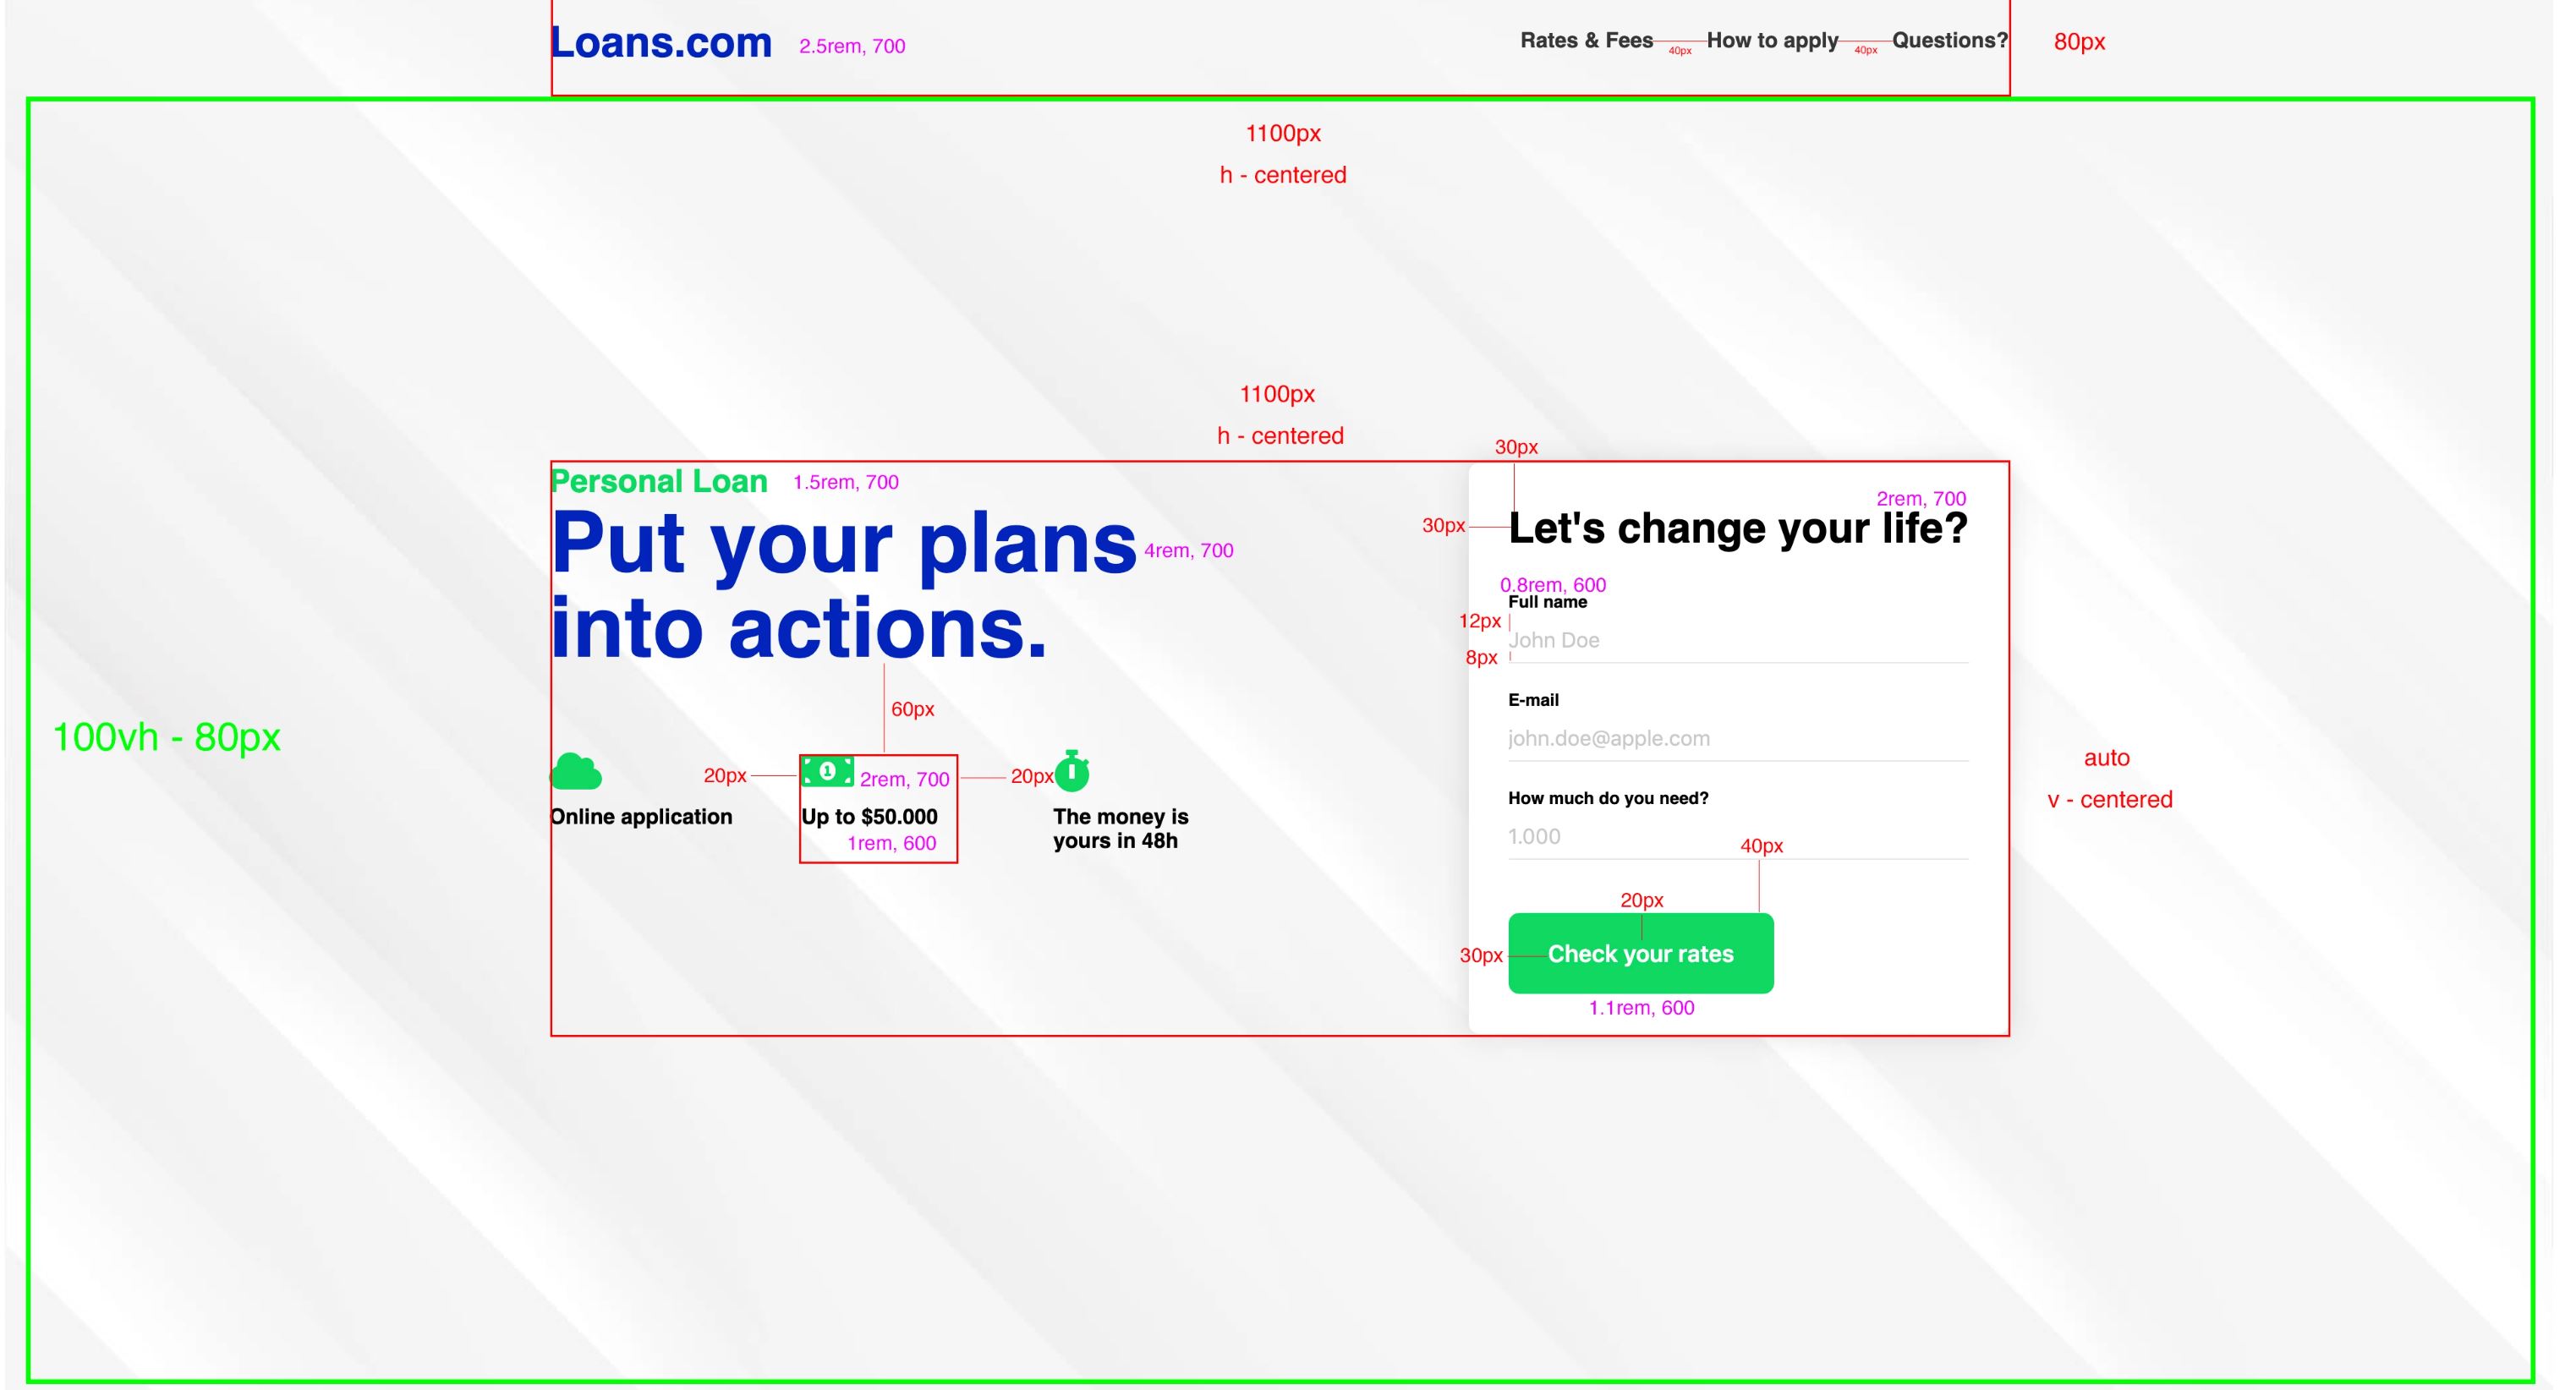 Loans.com 2.5rem, 700 Rates & Fees 40px How to apply 40px Questions? 80px
1100px
h - centered
1100px
h - centered
Personal Loan 1.5rem, 700
Put your plans 4rem, 700
into actions.
60px
20px 1 2rem, 700 20px
Online application Up to $50.000 The money is
yours in 48h
1rem, 600
100vh - 80px
30px
2rem, 700
30px Let's change your life?
0.8rem, 600
Full name
12px
John Doe
8px
E-mail
john.doe@apple.com
How much do you need?
1.000
40px
20px
30px Check your rates
1.1rem, 600
auto
v - centered